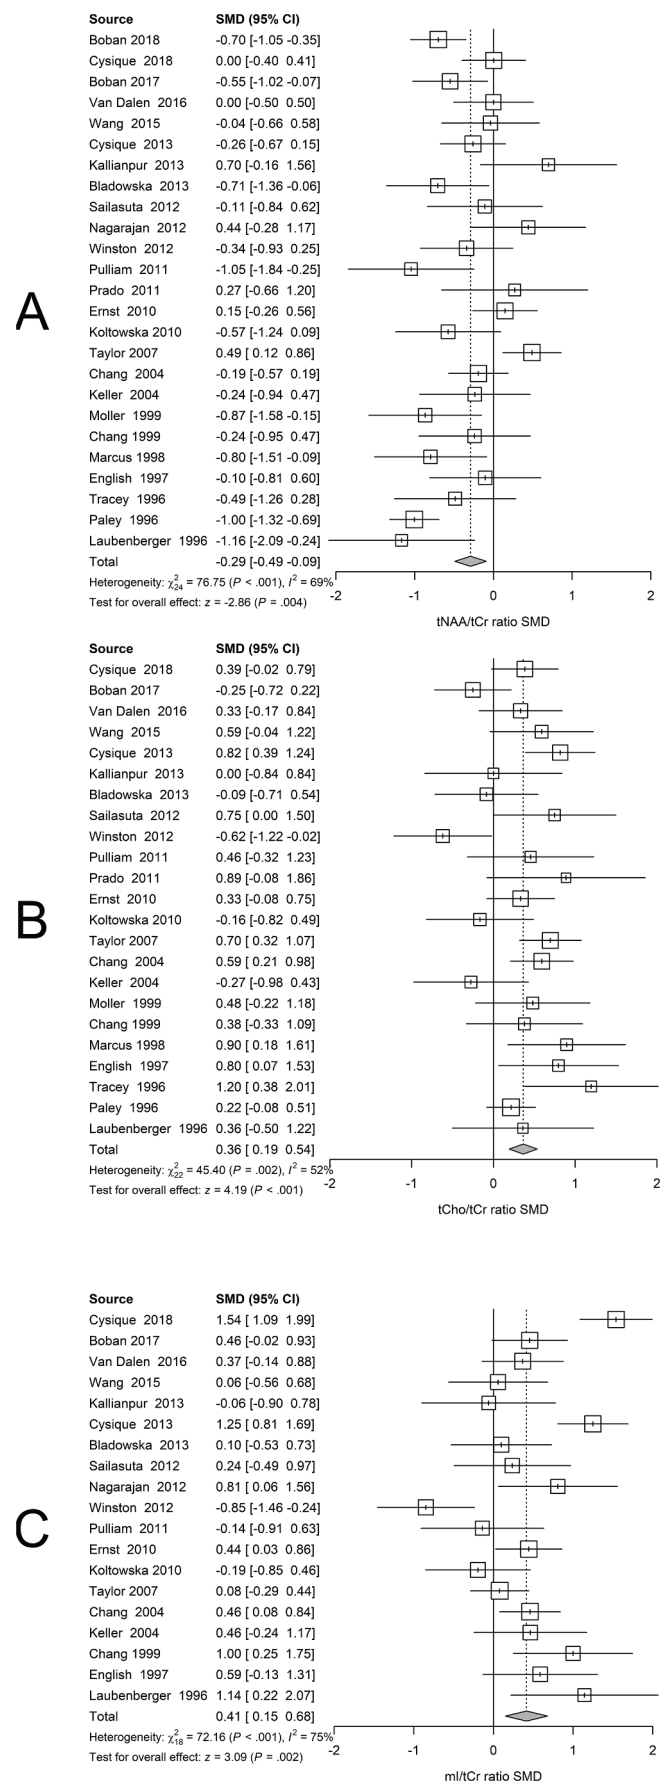 Source SMD (95% CI)
Boban 2018 -0.70 [-1.05 -0.35]
Cysique 2018 0.00 [-0.40 0.41]
Boban 2017 -0.55 [-1.02 -0.07]
Van Dalen 2016 0.00 [-0.50 0.50]
Wang 2015 -0.04 [-0.66 0.58]
Cysique 2013 -0.26 [-0.67 0.15]
Kallianpur 2013 0.70 [-0.16 1.56]
Bladowska 2013 -0.71 [-1.36 -0.06]
Sailasuta 2012 -0.11 [-0.84 0.62]
Nagarajan 2012 0.44 [-0.28 1.17]
Winston 2012 -0.34 [-0.93 0.25]
Pulliam 2011 -1.05 [-1.84 -0.25]
Prado 2011 0.27 [-0.66 1.20]
A
Ernst 2010 0.15 [-0.26 0.56]
Koltowska 2010 -0.57 [-1.24 0.09]
Taylor 2007 0.49 [ 0.12 0.86]
Chang 2004 -0.19 [-0.57 0.19]
Keller 2004 -0.24 [-0.94 0.47]
Moller 1999 -0.87 [-1.58 -0.15]
Chang 1999 -0.24 [-0.95 0.47]
Marcus 1998 -0.80 [-1.51 -0.09]
English 1997 -0.10 [-0.81 0.60]
Tracey 1996 -0.49 [-1.26 0.28]
Paley 1996 -1.00 [-1.32 -0.69]
Laubenberger 1996 -1.16 [-2.09 -0.24]
Total -0.29 [-0.49 -0.09]
Heterogeneity: χ²₂₄ = 76.75 (P < .001), I² = 69%
-2 -1 0 1 2
Test for overall effect: z = -2.86 (P = .004)
tNAA/tCr ratio SMD
Source SMD (95% CI)
Cysique 2018 0.39 [-0.02 0.79]
Boban 2017 -0.25 [-0.72 0.22]
Van Dalen 2016 0.33 [-0.17 0.84]
Wang 2015 0.59 [-0.04 1.22]
Cysique 2013 0.82 [ 0.39 1.24]
Kallianpur 2013 0.00 [-0.84 0.84]
Bladowska 2013 -0.09 [-0.71 0.54]
Sailasuta 2012 0.75 [ 0.00 1.50]
Winston 2012 -0.62 [-1.22 -0.02]
Pulliam 2011 0.46 [-0.32 1.23]
Prado 2011 0.89 [-0.08 1.86]
Ernst 2010 0.33 [-0.08 0.75]
B
Koltowska 2010 -0.16 [-0.82 0.49]
Taylor 2007 0.70 [ 0.32 1.07]
Chang 2004 0.59 [ 0.21 0.98]
Keller 2004 -0.27 [-0.98 0.43]
Moller 1999 0.48 [-0.22 1.18]
Chang 1999 0.38 [-0.33 1.09]
Marcus 1998 0.90 [ 0.18 1.61]
English 1997 0.80 [ 0.07 1.53]
Tracey 1996 1.20 [ 0.38 2.01]
Paley 1996 0.22 [-0.08 0.51]
Laubenberger 1996 0.36 [-0.50 1.22]
Total 0.36 [ 0.19 0.54]
Heterogeneity: χ²₂₂ = 45.40 (P = .002), I² = 52%
-2 -1 0 1 2
Test for overall effect: z = 4.19 (P < .001)
tCho/tCr ratio SMD
Source SMD (95% CI)
Cysique 2018 1.54 [ 1.09 1.99]
Boban 2017 0.46 [-0.02 0.93]
Van Dalen 2016 0.37 [-0.14 0.88]
Wang 2015 0.06 [-0.56 0.68]
Kallianpur 2013 -0.06 [-0.90 0.78]
Cysique 2013 1.25 [ 0.81 1.69]
Bladowska 2013 0.10 [-0.53 0.73]
Sailasuta 2012 0.24 [-0.49 0.97]
Nagarajan 2012 0.81 [ 0.06 1.56]
Winston 2012 -0.85 [-1.46 -0.24]
C
Pulliam 2011 -0.14 [-0.91 0.63]
Ernst 2010 0.44 [ 0.03 0.86]
Koltowska 2010 -0.19 [-0.85 0.46]
Taylor 2007 0.08 [-0.29 0.44]
Chang 2004 0.46 [ 0.08 0.84]
Keller 2004 0.46 [-0.24 1.17]
Chang 1999 1.00 [ 0.25 1.75]
English 1997 0.59 [-0.13 1.31]
Laubenberger 1996 1.14 [ 0.22 2.07]
Total 0.41 [ 0.15 0.68]
Heterogeneity: χ²₁₈ = 72.16 (P < .001), I² = 75%
-2 -1 0 1 2
Test for overall effect: z = 3.09 (P = .002)
mI/tCr ratio SMD